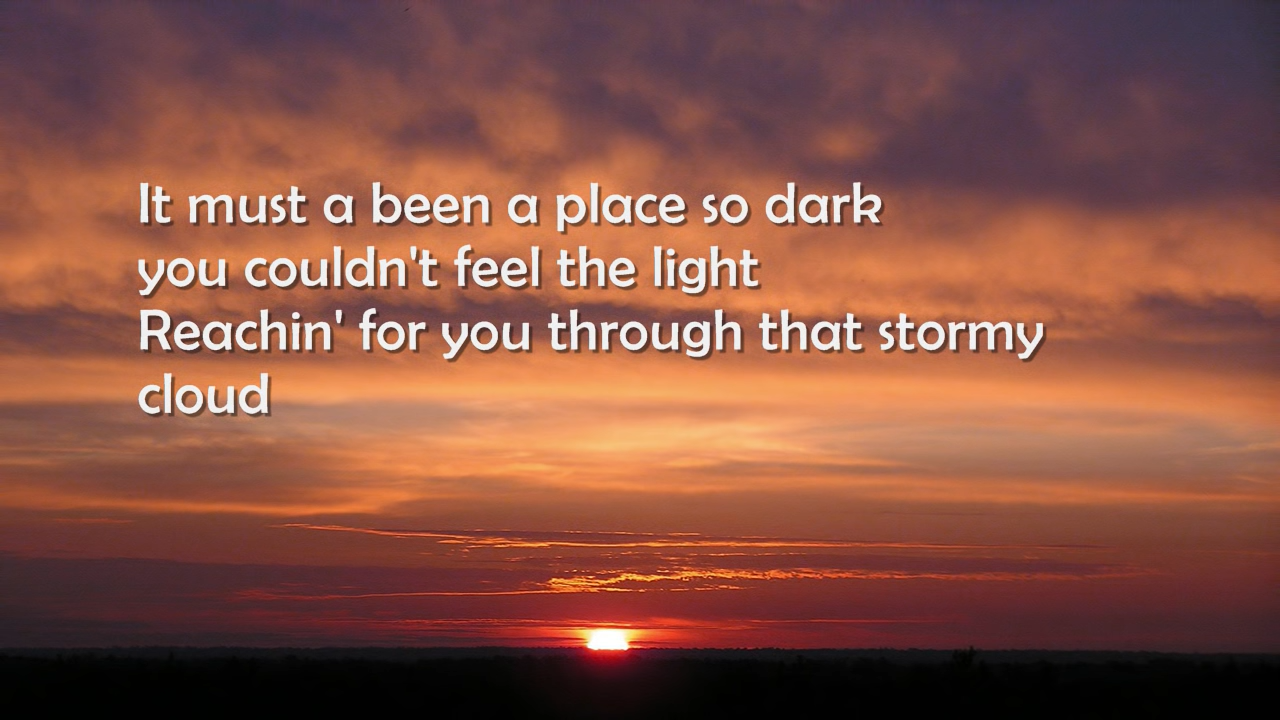 It must a been a place so dark
you couldn't feel the light
Reachin' for you through that stormy
cloud